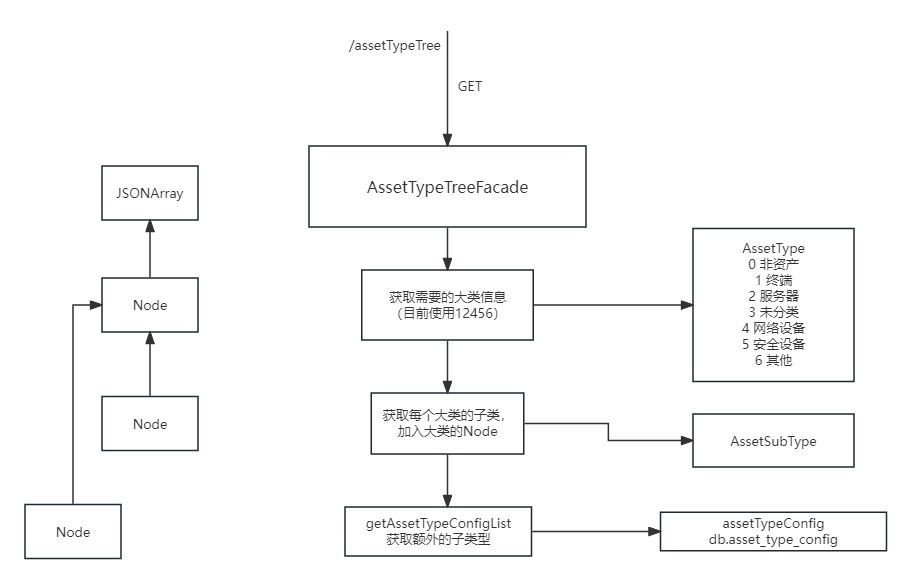 /assetTypeTree
GET
AssetTypeTreeFacade
JSONArray
Node
Node
Node
获取需要的大类信息
（目前使用12456）
AssetType
0 非资产
1 终端
2 服务器
3 未分类
4 网络设备
5 安全设备
6 其他
获取每个大类的子类，
加入大类的Node
AssetSubType
getAssetTypeConfigList
获取额外的子类型
assetTypeConfig
db.asset_type_config